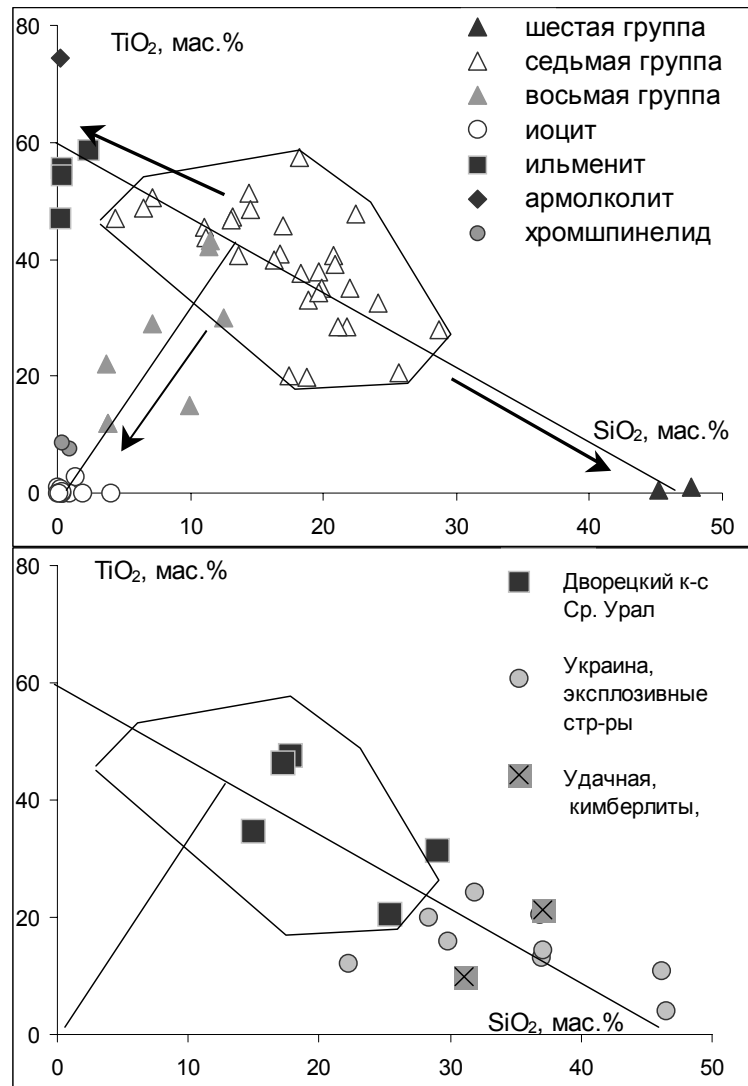 80
TiO2, мас.%
60
40
20
0
0
10
20
30
40
50
SiO2, мас.%
шестая группа
седьмая группа
восьмая группа
иоцит
ильменит
армолколит
хромшпинелид
80
TiO2, мас.%
60
40
20
0
0
10
20
30
40
50
SiO2, мас.%
Дворецкий к-с
Ср. Урал
Украина,
эксплозивные
стр-ры
Удачная,
кимберлиты,